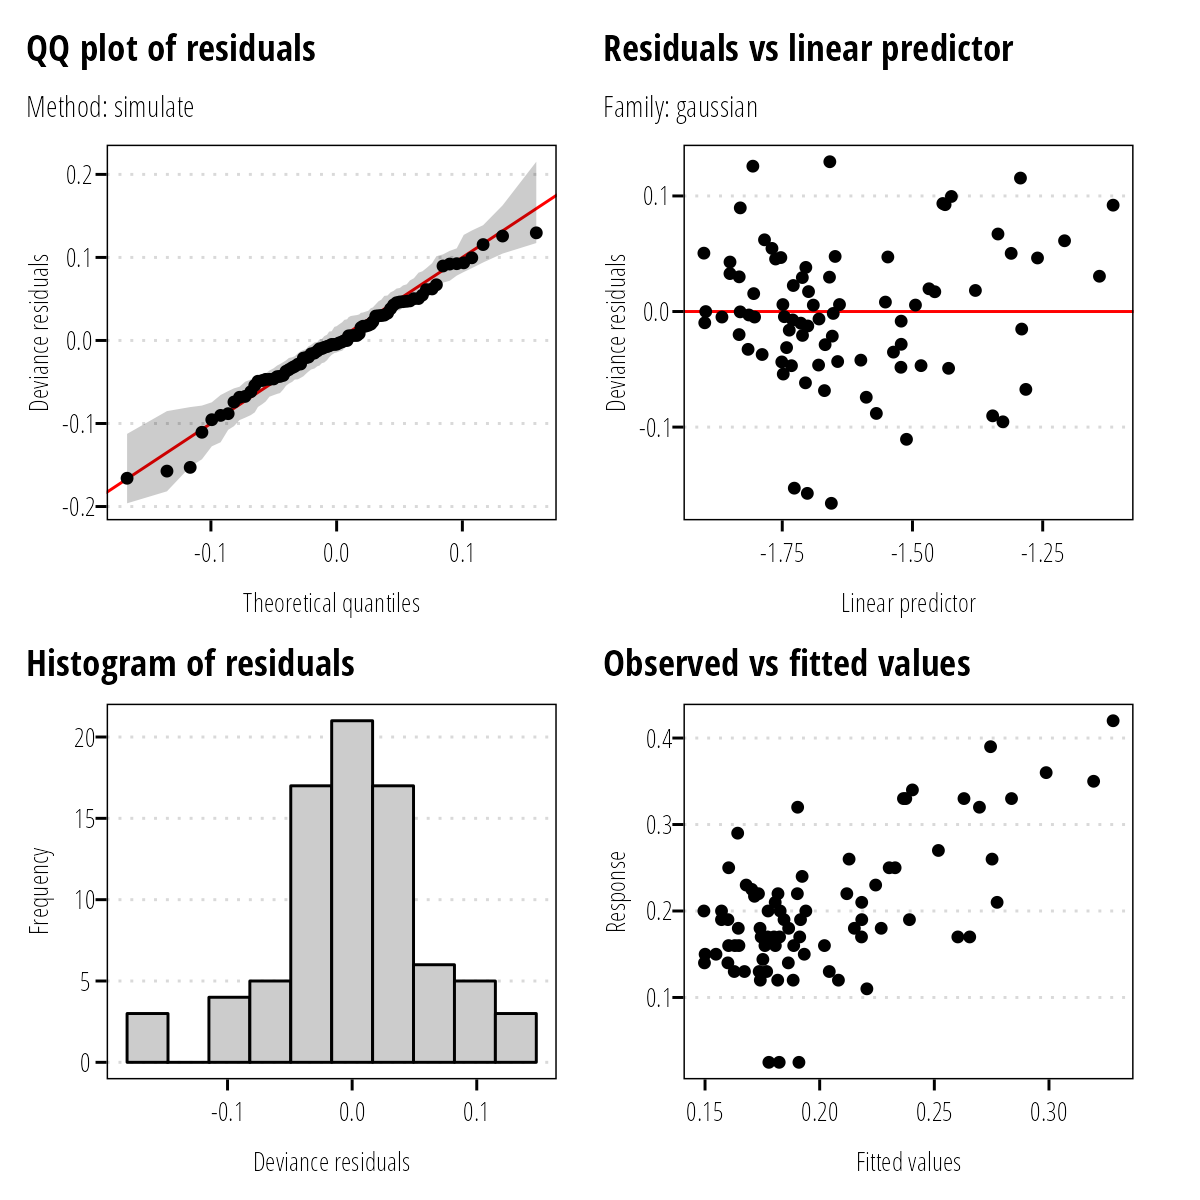 QQ plot of residuals
Method: simulate
Deviance residuals
0.2
0.1
0.0
-0.1
-0.2
-0.1
0.0
0.1
Theoretical quantiles
Residuals vs linear predictor
Family: gaussian
Deviance residuals
0.1
0.0
-0.1
-1.75
-1.50
-1.25
Linear predictor
Histogram of residuals
Frequency
20
15
10
5
0
-0.1
0.0
0.1
Deviance residuals
Observed vs fitted values
Response
0.4
0.3
0.2
0.1
0.15
0.20
0.25
0.30
Fitted values